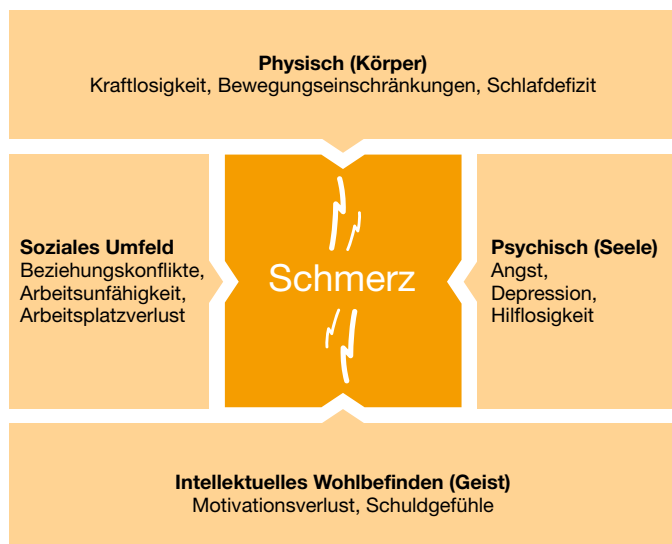 Physisch (Körper)
Kraftlosigkeit, Bewegungseinschränkungen, Schlafdefizit
Soziales Umfeld
Beziehungskonflikte,
Arbeitsunfähigkeit,
Arbeitsplatzverlust
Schmerz
Psychisch (Seele)
Angst,
Depression,
Hilflosigkeit
Intellektuelles Wohlbefinden (Geist)
Motivationsverlust, Schuldgefühle